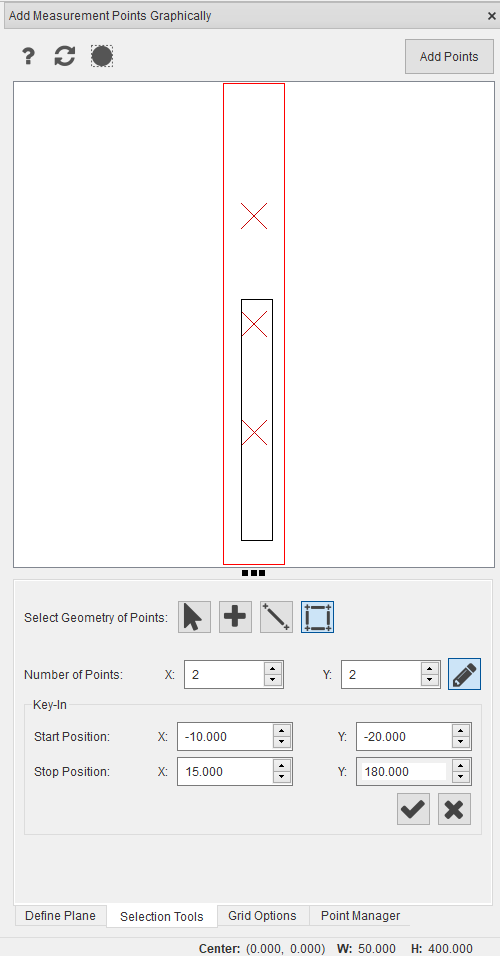 Add Measurement Points Graphically ×
? Add Points
Select Geometry of Points:
Number of Points: X: 2 Y: 2
Key-In
Start Position: X: -10.000 Y: -20.000
Stop Position: X: 15.000 Y: 180.000
Define Plane Selection Tools Grid Options Point Manager
Center: (0.000, 0.000) W: 50.000 H: 400.000